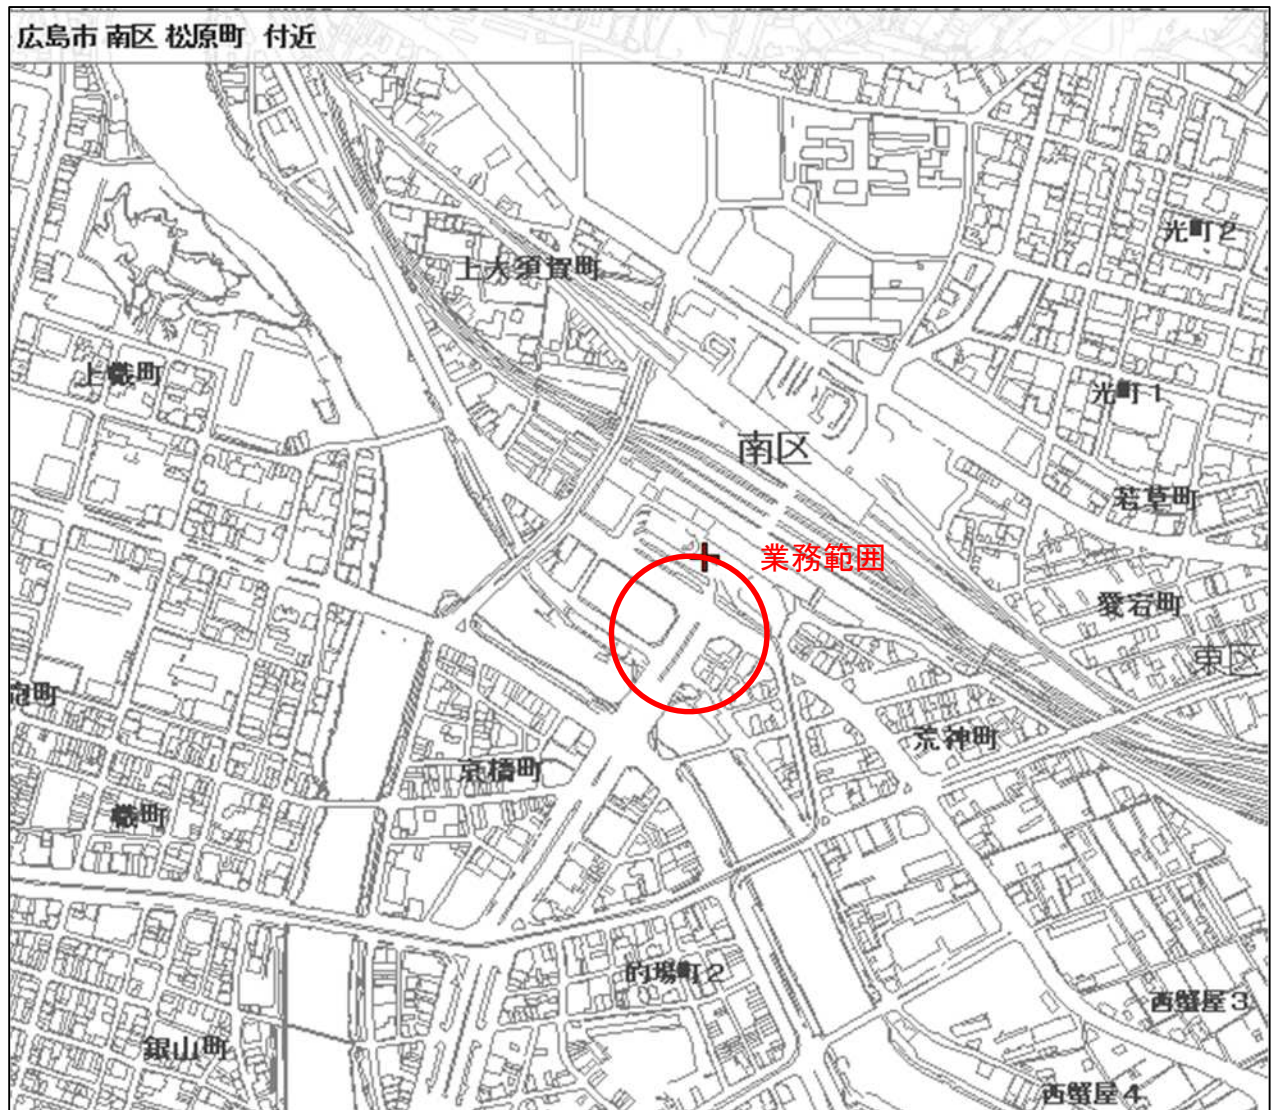 広島市 南区 松原町 付近
光町2
上大須賀町
上幟町
光町1
南区
若草町
業務範囲
愛宕町
東区
荒神町
京橋町
幟町
的場町2
西蟹屋3
銀山町
西蟹屋4